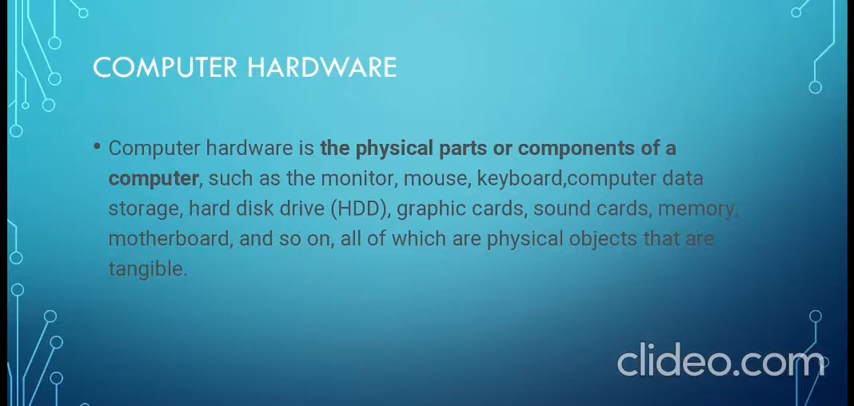 COMPUTER HARDWARE
• Computer hardware is the physical parts or components of a
computer, such as the monitor, mouse, keyboard,computer data
storage, hard disk drive (HDD), graphic cards, sound cards, memory,
motherboard, and so on, all of which are physical objects that are
tangible.
clideo.com